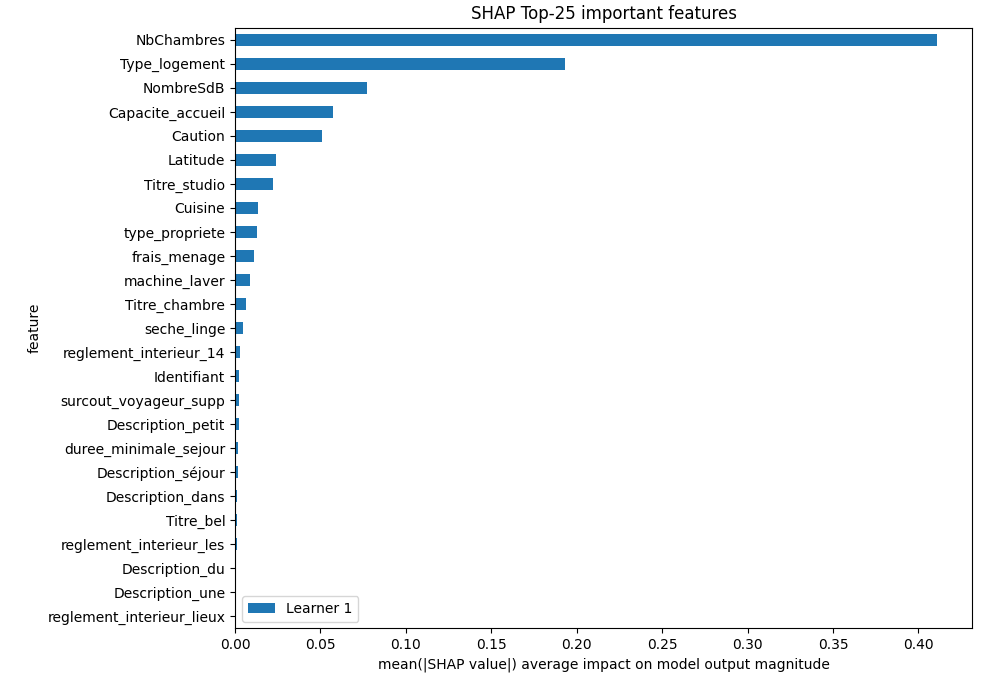 SHAP Top-25 important features
NbChambres
Type_logement
NombreSdB
Capacite_accueil
Caution
Latitude
Titre_studio
Cuisine
type_propriete
frais_menage
machine_laver
Titre_chambre
seche_linge
reglement_interieur_14
Identifiant
surcout_voyageur_supp
Description_petit
duree_minimale_sejour
Description_séjour
Description_dans
Titre_bel
reglement_interieur_les
Description_du
Description_une
reglement_interieur_lieux
feature
Learner 1
0.00 0.05 0.10 0.15 0.20 0.25 0.30 0.35 0.40
mean(|SHAP value|) average impact on model output magnitude